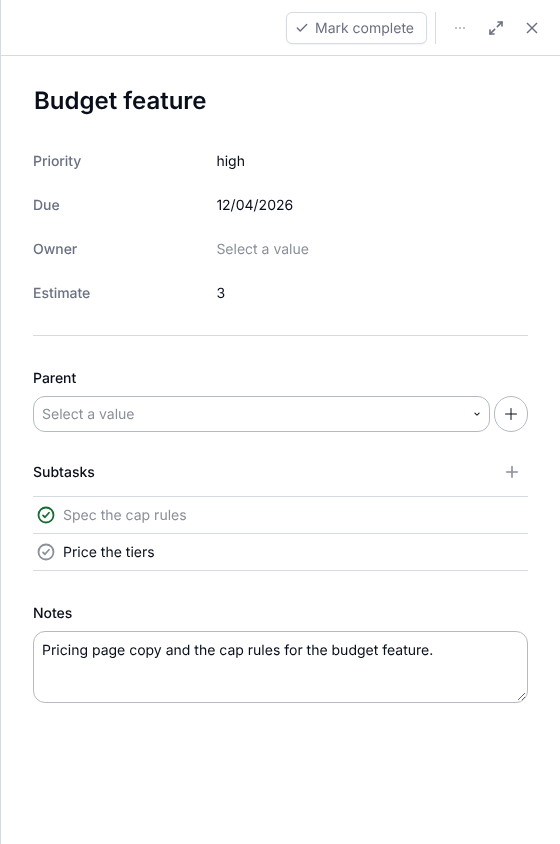 Mark complete
Budget feature
Priority high
Due 12/04/2026
Owner Select a value
Estimate 3
Parent
Select a value
Subtasks
Spec the cap rules
Price the tiers
Notes
Pricing page copy and the cap rules for the budget feature.